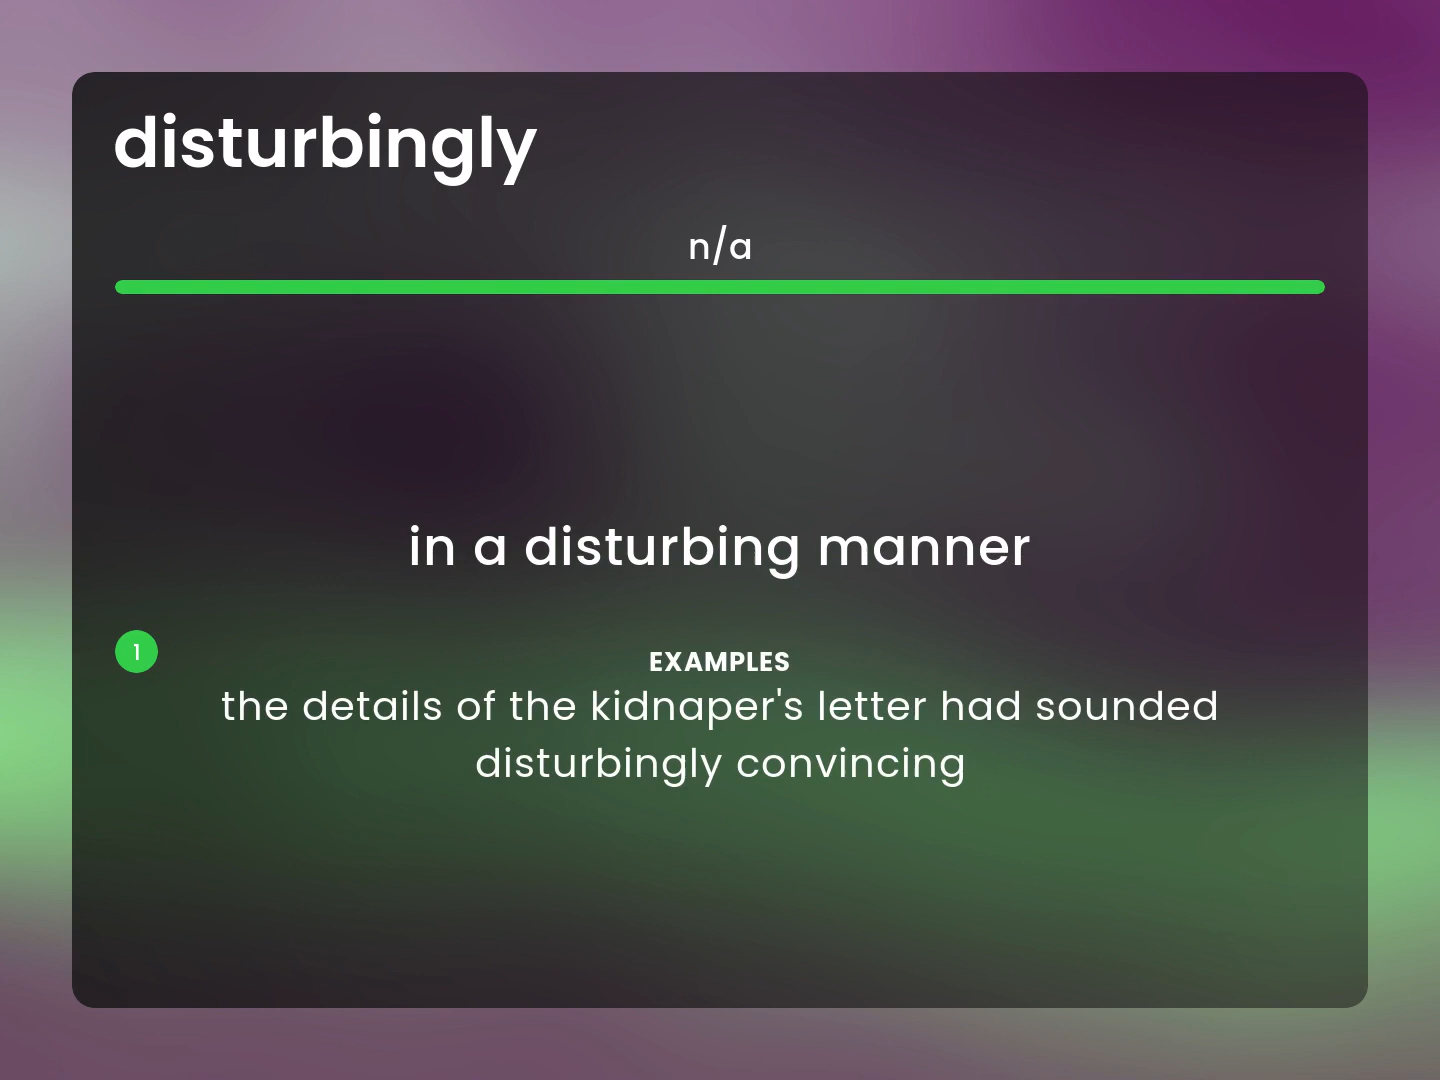 disturbingly
n/a
in a disturbing manner
1
EXAMPLES
the details of the kidnaper's letter had sounded
disturbingly convincing